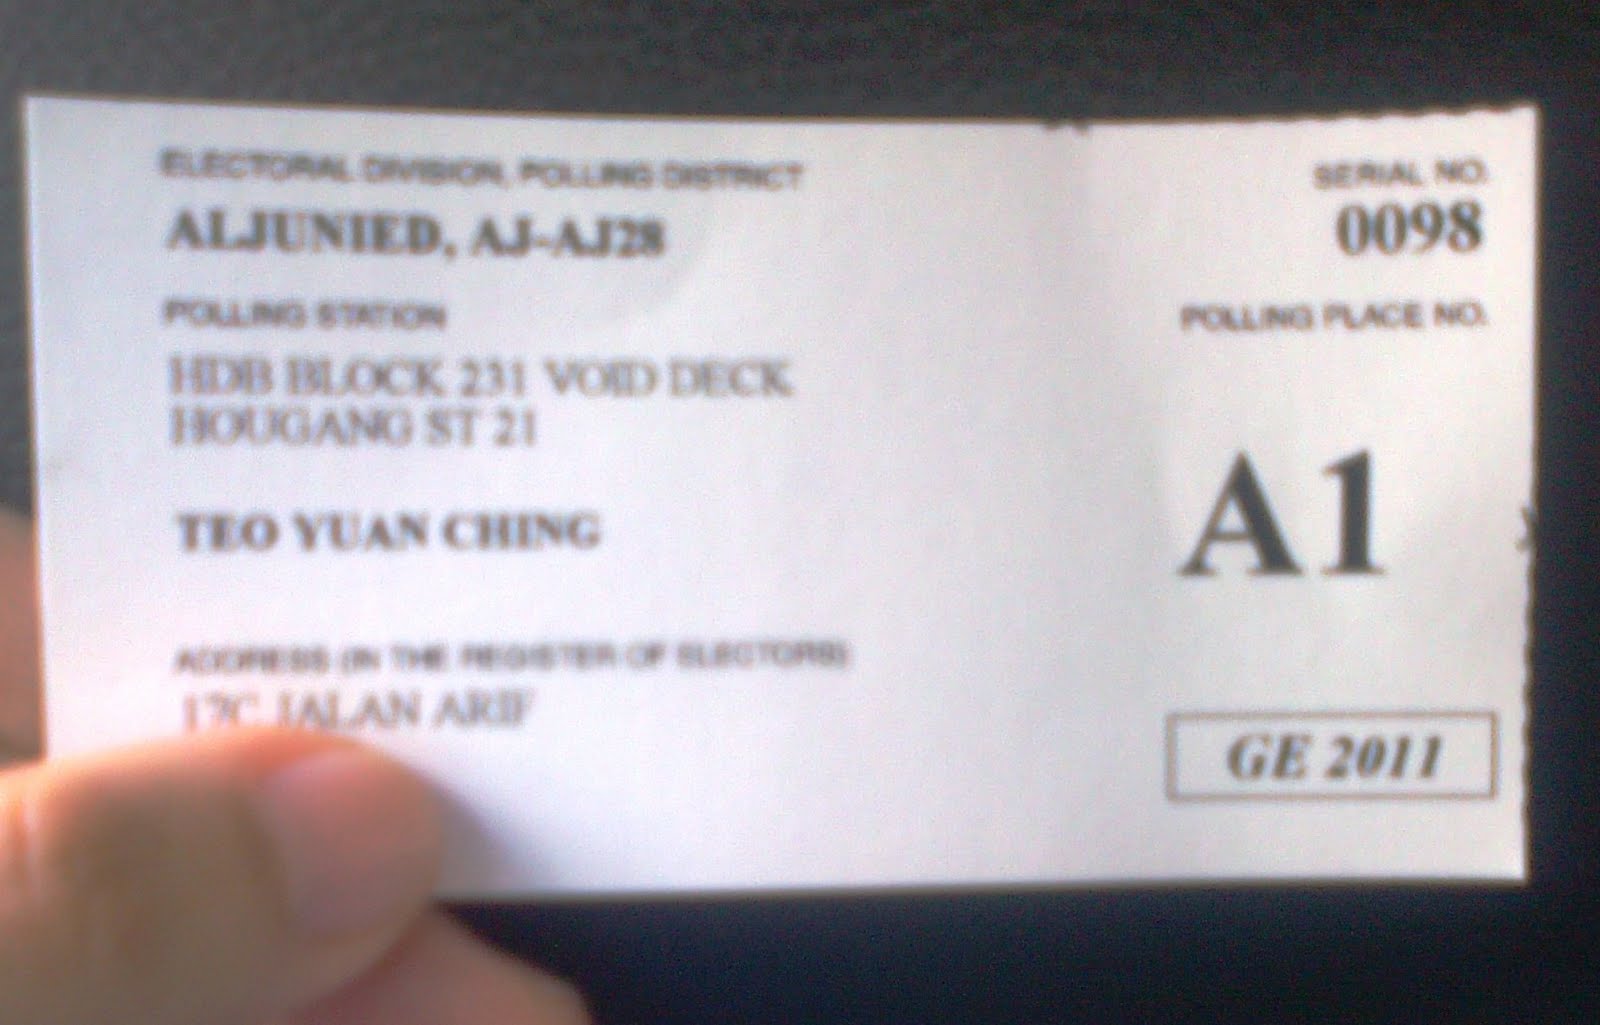 ELECTORAL DIVISION, POLLING DISTRICT
ALJUNIED, AJ-AJ28
POLLING STATION
HDB BLOCK 231 VOID DECK
HOUGANG ST 21
TEO YUAN CHING
ADDRESS (IN THE REGISTER OF ELECTORS)
17C JALAN ARIF
SERIAL NO.
0098
POLLING PLACE NO.
A1
GE 2011